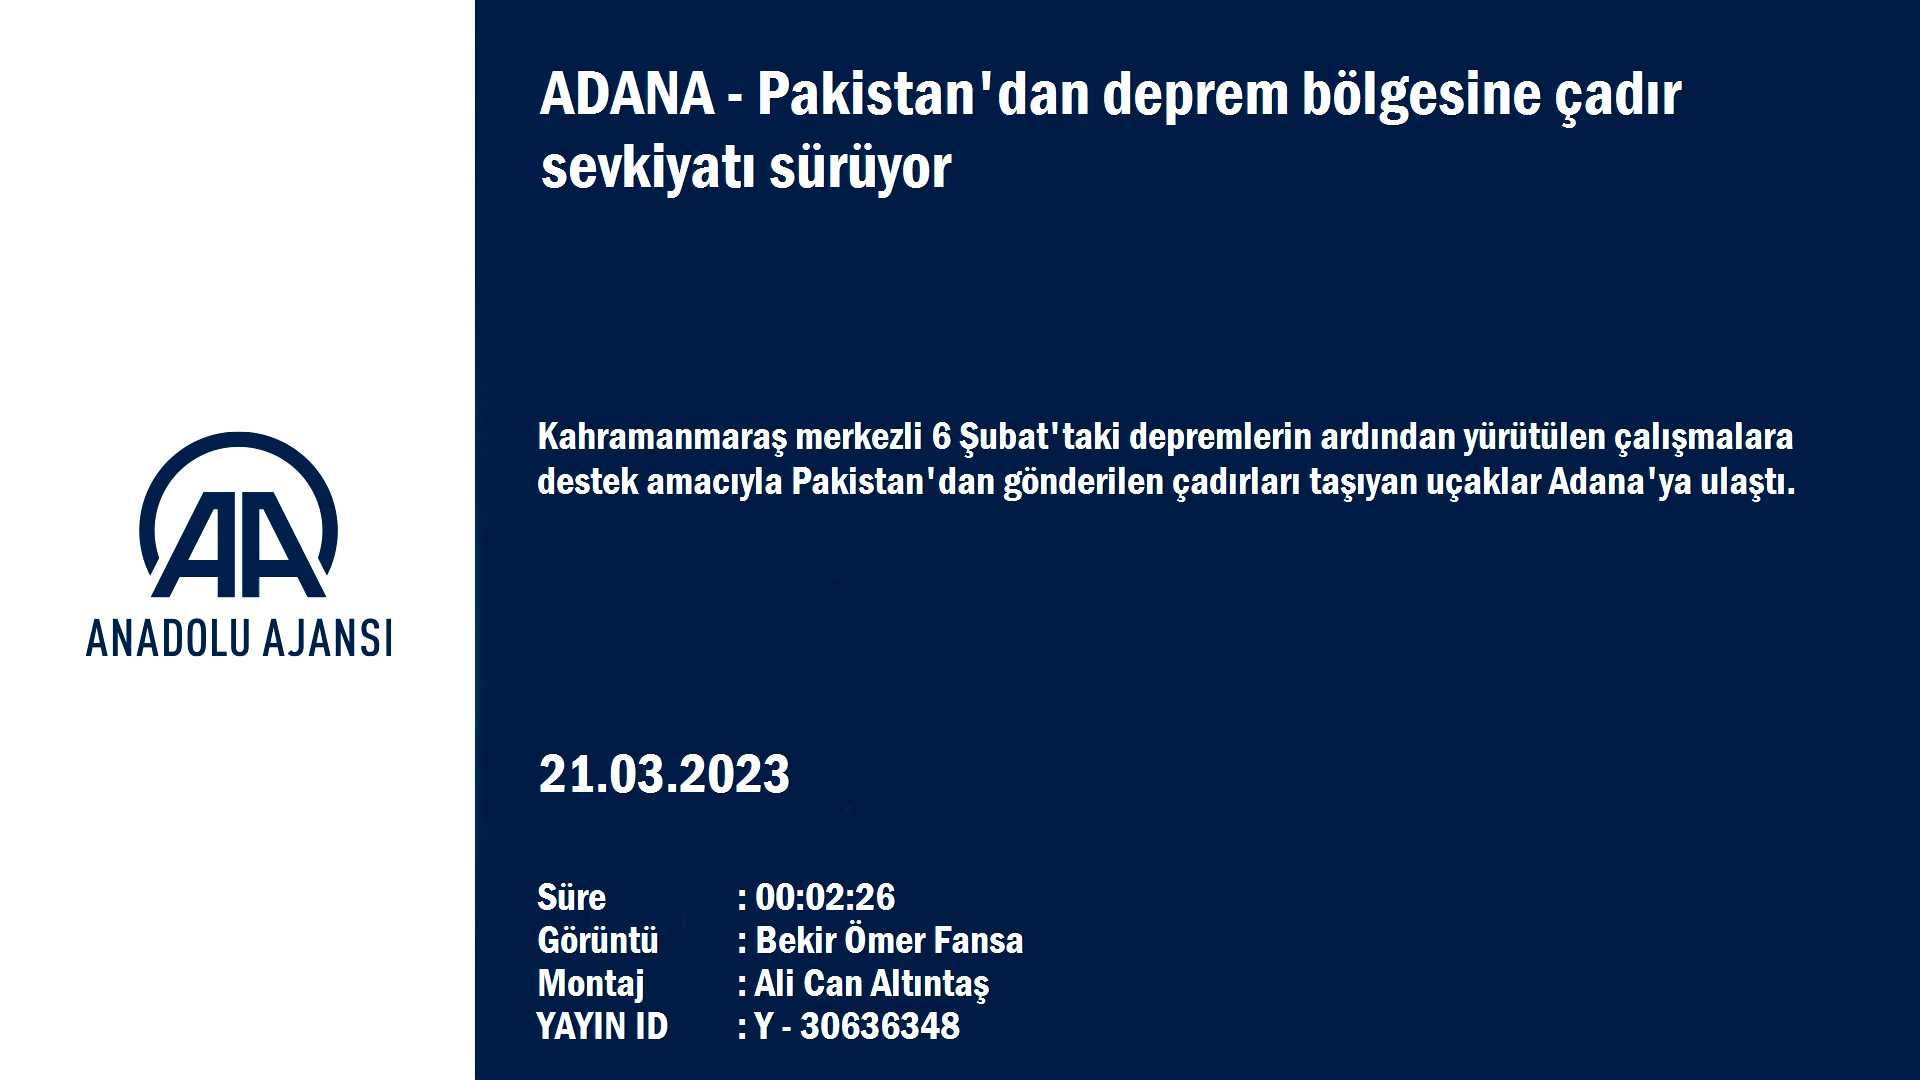 ADANA - Pakistan'dan deprem bölgesine çadır
sevkiyatı sürüyor
Kahramanmaraş merkezli 6 Şubat'taki depremlerin ardından yürütülen çalışmalara
destek amacıyla Pakistan'dan gönderilen çadırları taşıyan uçaklar Adana'ya ulaştı.
AA
ANADOLU AJANSI
21.03.2023
Süre : 00:02:26
Görüntü : Bekir Ömer Fansa
Montaj : Ali Can Altıntaş
YAYIN ID : Y - 30636348